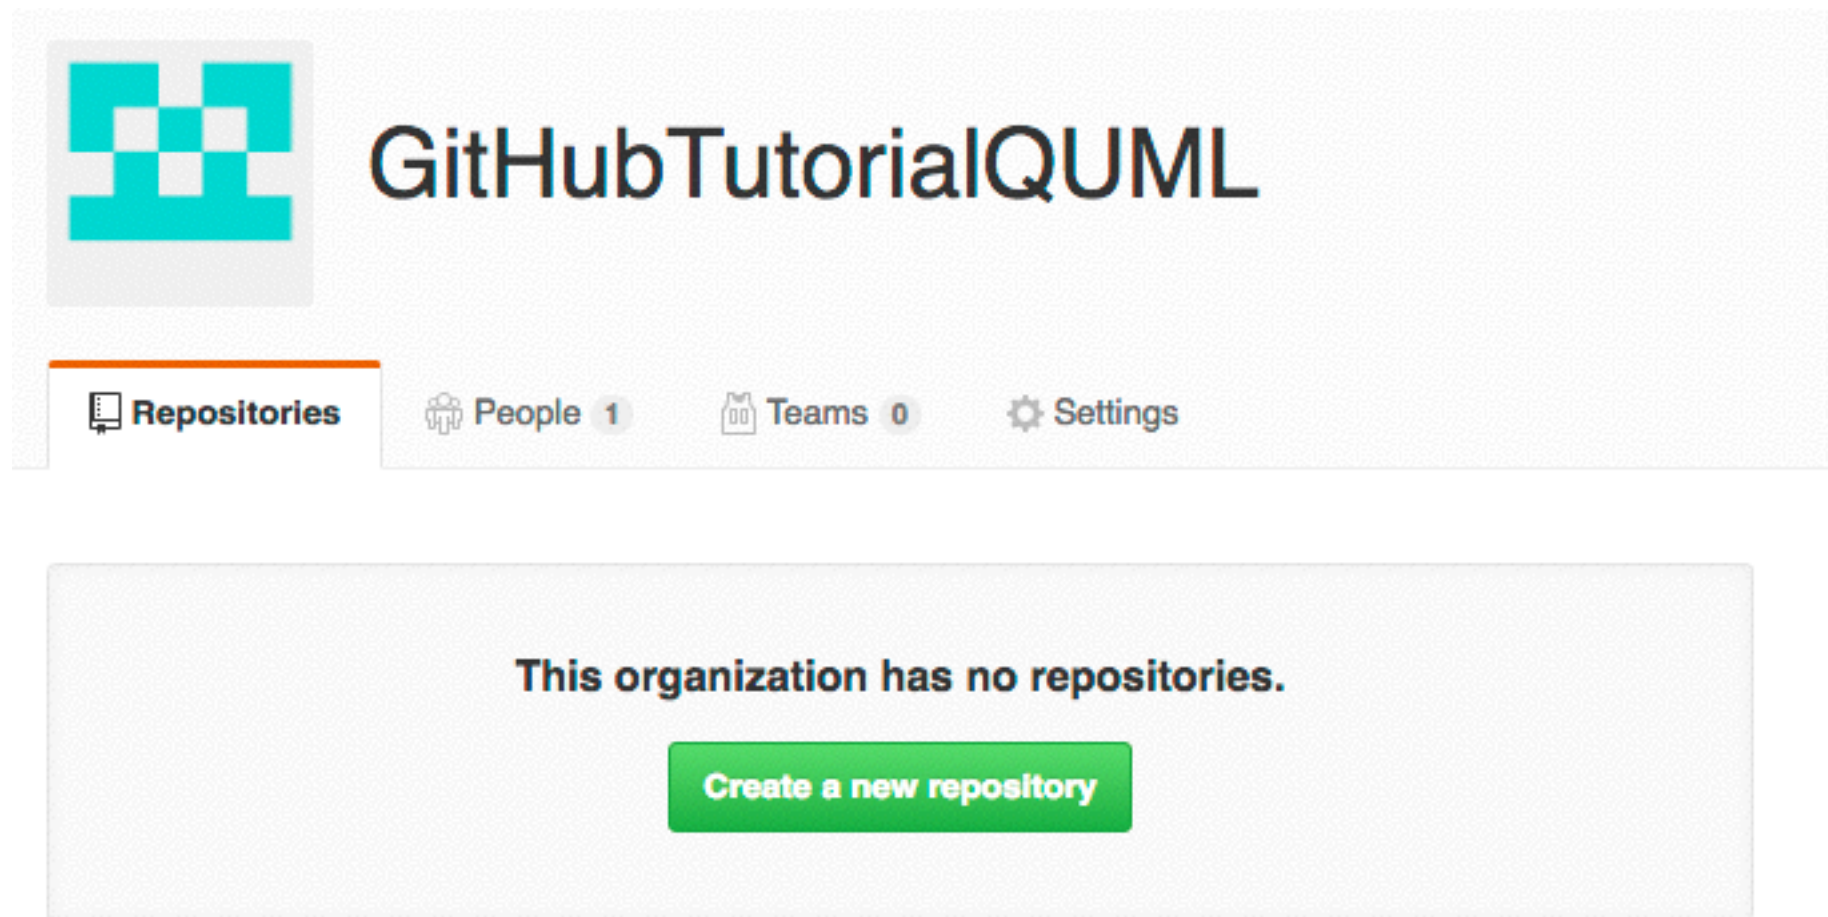 GitHubTutorialQUML
Repositories People 1 Teams 0 Settings
This organization has no repositories.
Create a new repository